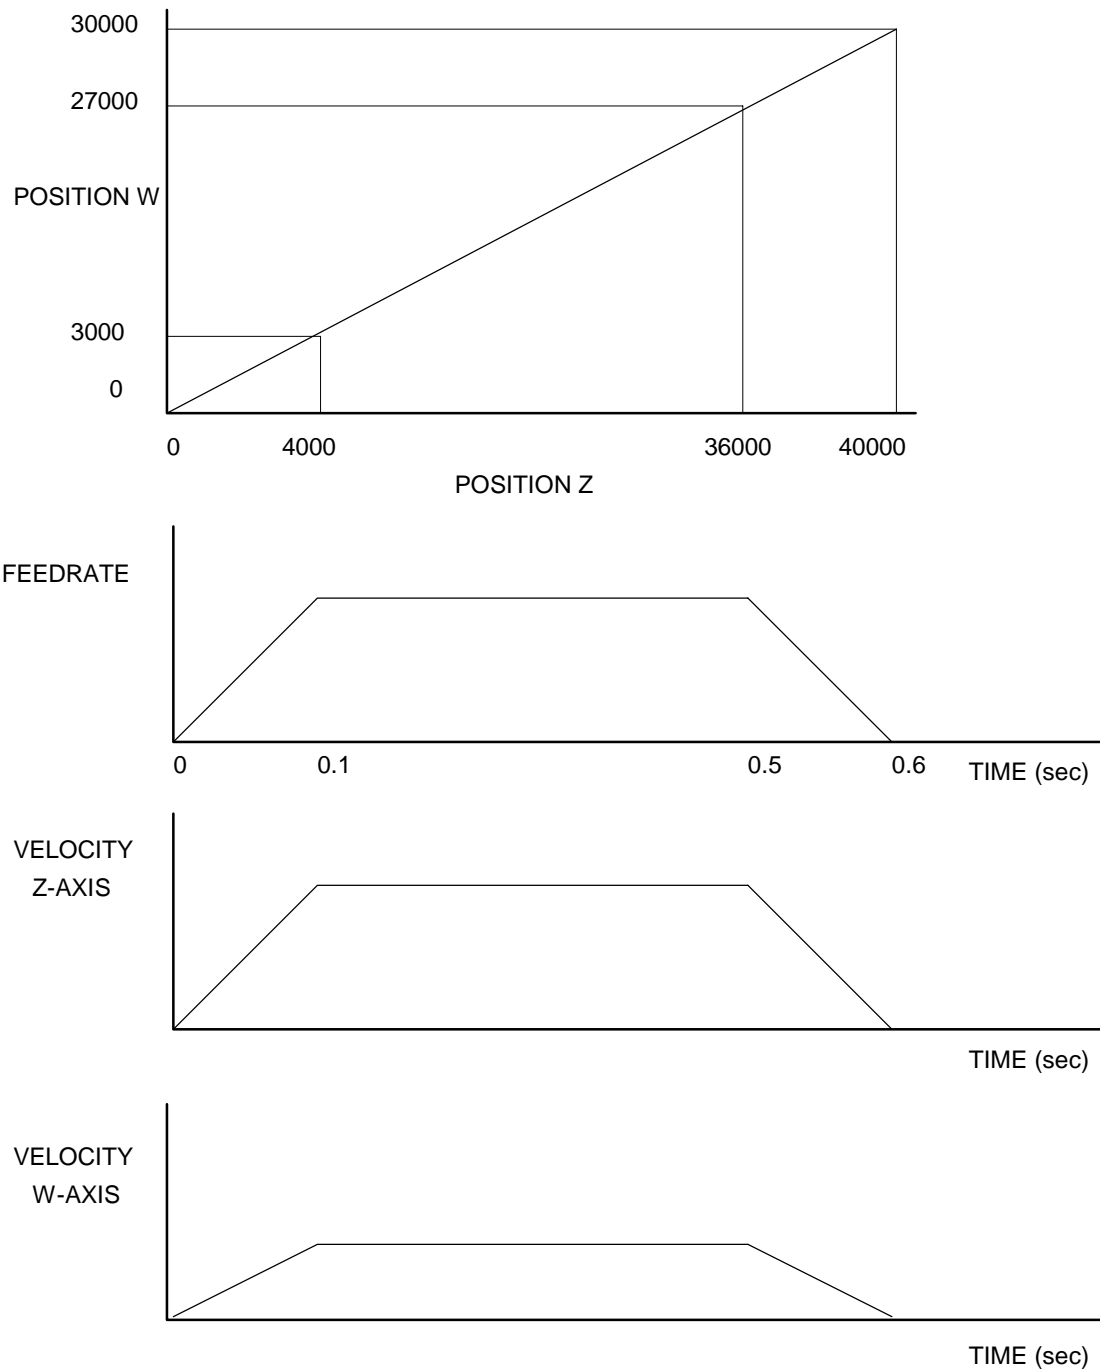 30000
27000
POSITION W
3000
0
0 4000 36000 40000
POSITION Z
FEEDRATE
0 0.1 0.5 0.6 TIME (sec)
VELOCITY
Z-AXIS
TIME (sec)
VELOCITY
W-AXIS
TIME (sec)